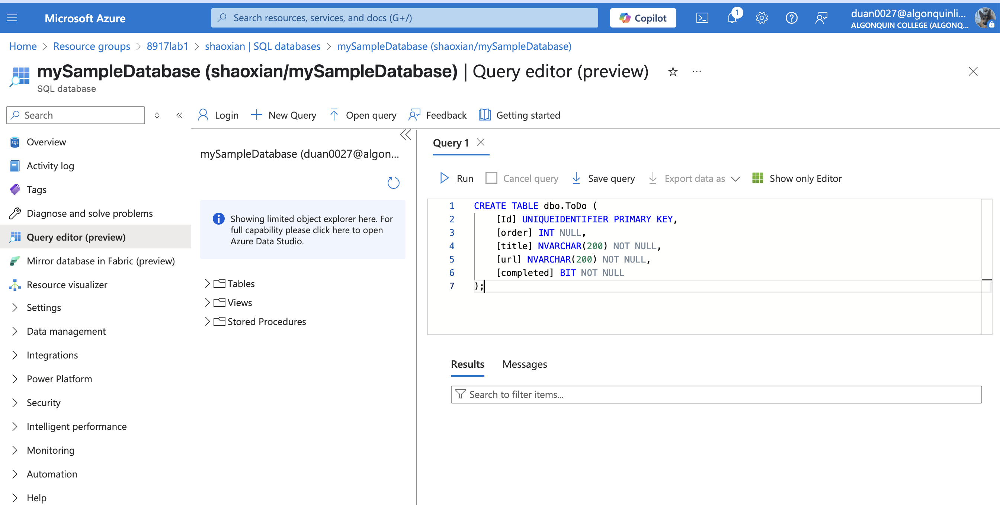 Microsoft Azure
Search resources, services, and docs (G+/)
Copilot
1
duan0027@algonquinli...
ALGONQUIN COLLEGE (ALGONQ...
Home > Resource groups > 8917lab1 > shaoxian | SQL databases > mySampleDatabase (shaoxian/mySampleDatabase)
mySampleDatabase (shaoxian/mySampleDatabase) | Query editor (preview)
...
SQL database
Search
Login
New Query
Open query
Feedback
Getting started
SQL
Overview
Activity log
Tags
Diagnose and solve problems
Query editor (preview)
Mirror database in Fabric (preview)
Resource visualizer
Settings
Data management
Integrations
Power Platform
Security
Intelligent performance
Monitoring
Automation
Help
mySampleDatabase (duan0027@algon...
Showing limited object explorer here. For
full capability please click here to open
Azure Data Studio.
Tables
Views
Stored Procedures
Query 1
Run
Cancel query
Save query
Export data as
Show only Editor
1 CREATE TABLE dbo.ToDo (
2 [Id] UNIQUEIDENTIFIER PRIMARY KEY,
3 [order] INT NULL,
4 [title] NVARCHAR(200) NOT NULL,
5 [url] NVARCHAR(200) NOT NULL,
6 [completed] BIT NOT NULL
7 );
Results
Messages
Search to filter items...